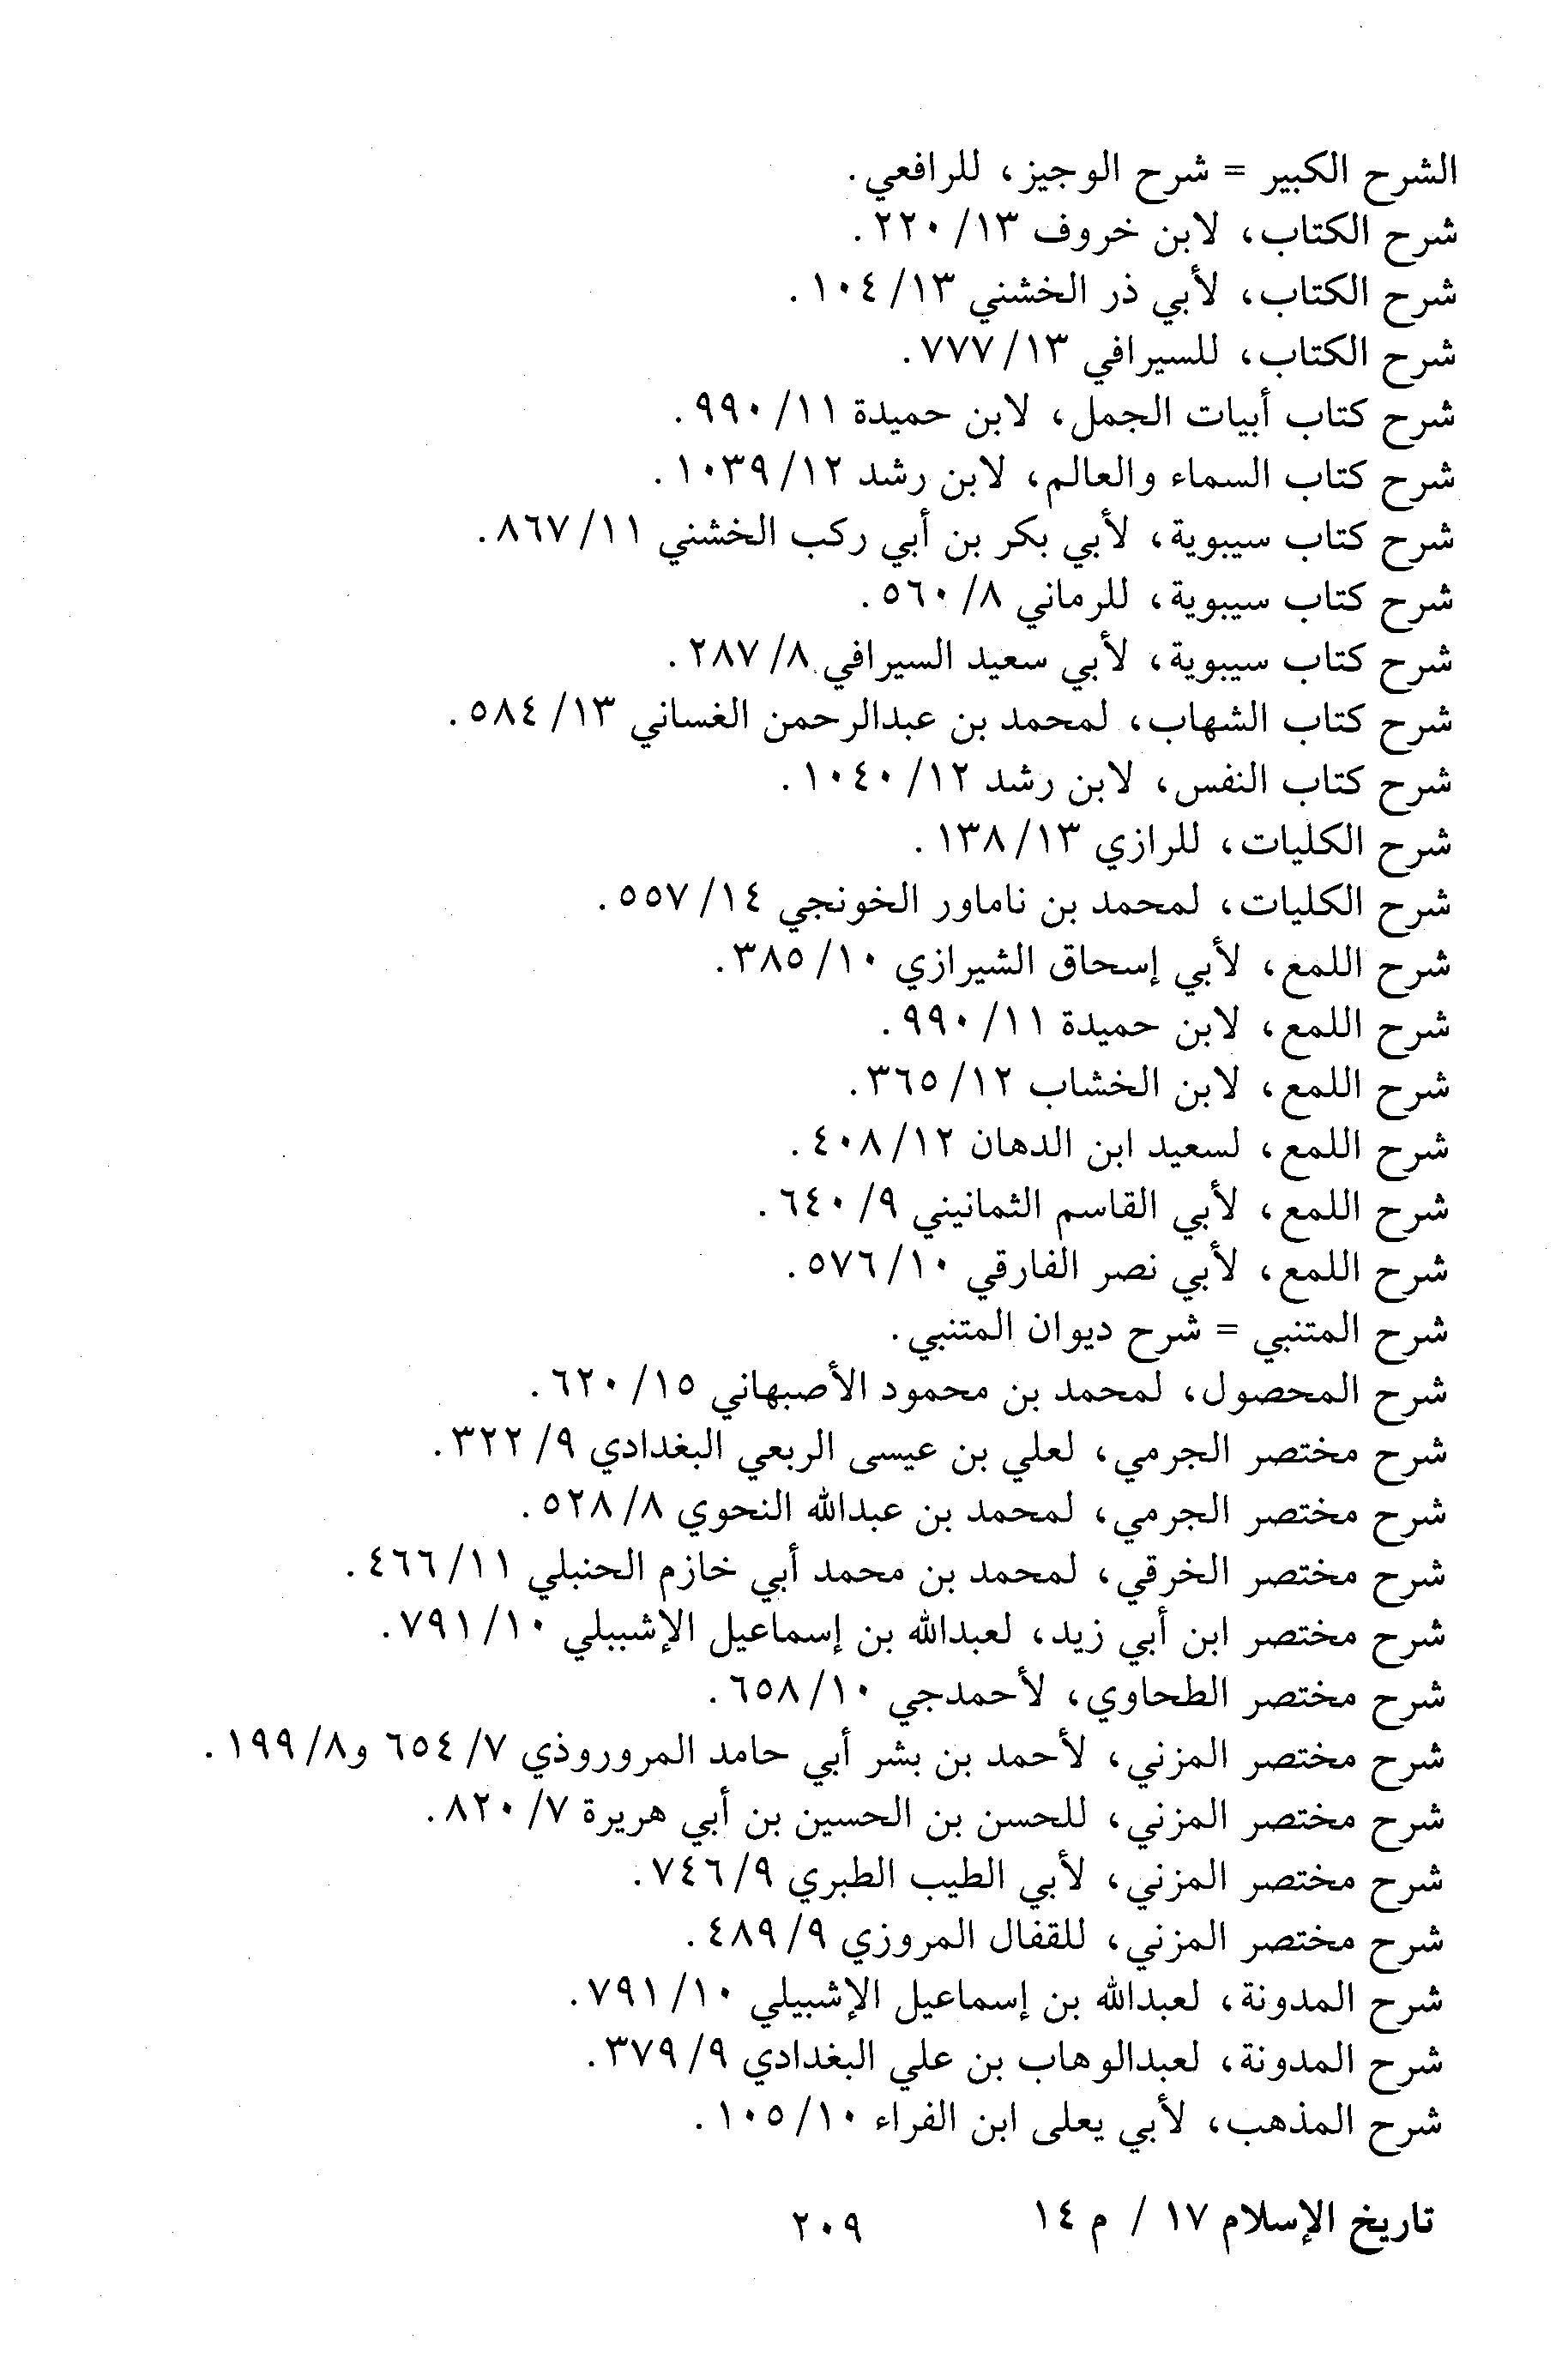 الشرح الكبير = شرح الوجيز، للرافعي.
شرح الكتاب، لابن خروف ١٣/ ٢٢٠.
شرح الكتاب، لأبي ذر الخشني ١٣/ ١٠٤.
شرح الكتاب، للسيرافي ١٣/ ٧٧٧.
شرح كتاب أبيات الجمل، لابن حميدة ١١/ ٩٩٠.
شرح كتاب السماء والعالم، لابن رشد ١٢/ ١٠٣٩.
شرح كتاب سيبوية، لأبي بكر بن أبي ركب الخشني ١١/ ٨٦٧.
شرح كتاب سيبوية، للرماني ٨/ ٥٦٠.
شرح كتاب سيبوية، لأبي سعيد السيرافي ٨/ ٢٨٧.
شرح كتاب الشهاب، لمحمد بن عبدالرحمن الغساني ١٣/ ٥٨٤.
شرح كتاب النفس، لابن رشد ١٢/ ١٠٤٠.
شرح الكليات، للرازي ١٣/ ١٣٨.
شرح الكليات، لمحمد بن ناماور الخونجي ١٤/ ٥٥٧.
شرح اللمع، لأبي إسحاق الشيرازي ١٠/ ٣٨٥.
شرح اللمع، لابن حميدة ١١/ ٩٩٠.
شرح اللمع، لابن الخشاب ١٢/ ٣٦٥.
شرح اللمع، لسعيد ابن الدهان ١٢/ ٤٠٨.
شرح اللمع، لأبي القاسم الثمانيني ٩/ ٦٤٠.
شرح اللمع، لأبي نصر الفارقي ١٠/ ٥٧٦.
شرح المتنبي = شرح ديوان المتنبي.
شرح المحصول، لمحمد بن محمود الأصبهاني ١٥/ ٦٢٠.
شرح مختصر الجرمي، لعلي بن عيسى الربعي البغدادي ٩/ ٣٢٢.
شرح مختصر الجرمي، لمحمد بن عبدالله النحوي ٨/ ٥٢٨.
شرح مختصر الخرقي، لمحمد بن محمد أبي خازم الحنبلي ١١/ ٤٦٦.
شرح مختصر ابن أبي زيد، لعبدالله بن إسماعيل الإشبيلي ١٠/ ٧٩١.
شرح مختصر الطحاوي، لأحمدجي ١٠/ ٦٥٨.
شرح مختصر المزني، لأحمد بن بشر أبي حامد المروروذي ٧/ ٦٥٤ و٨/ ١٩٩.
شرح مختصر المزني، للحسن بن الحسين بن أبي هريرة ٧/ ٨٢٠.
شرح مختصر المزني، لأبي الطيب الطبري ٩/ ٧٤٦.
شرح مختصر المزني، للقفال المروزي ٩/ ٤٨٩.
شرح المدونة، لعبدالله بن إسماعيل الإشبيلي ١٠/ ٧٩١.
شرح المدونة، لعبدالوهاب بن علي البغدادي ٩/ ٣٧٩.
شرح المذهب، لأبي يعلى ابن الفراء ١٠/ ١٠٥.
تاريخ الإسلام ١٧ / م ١٤
٢٠٩